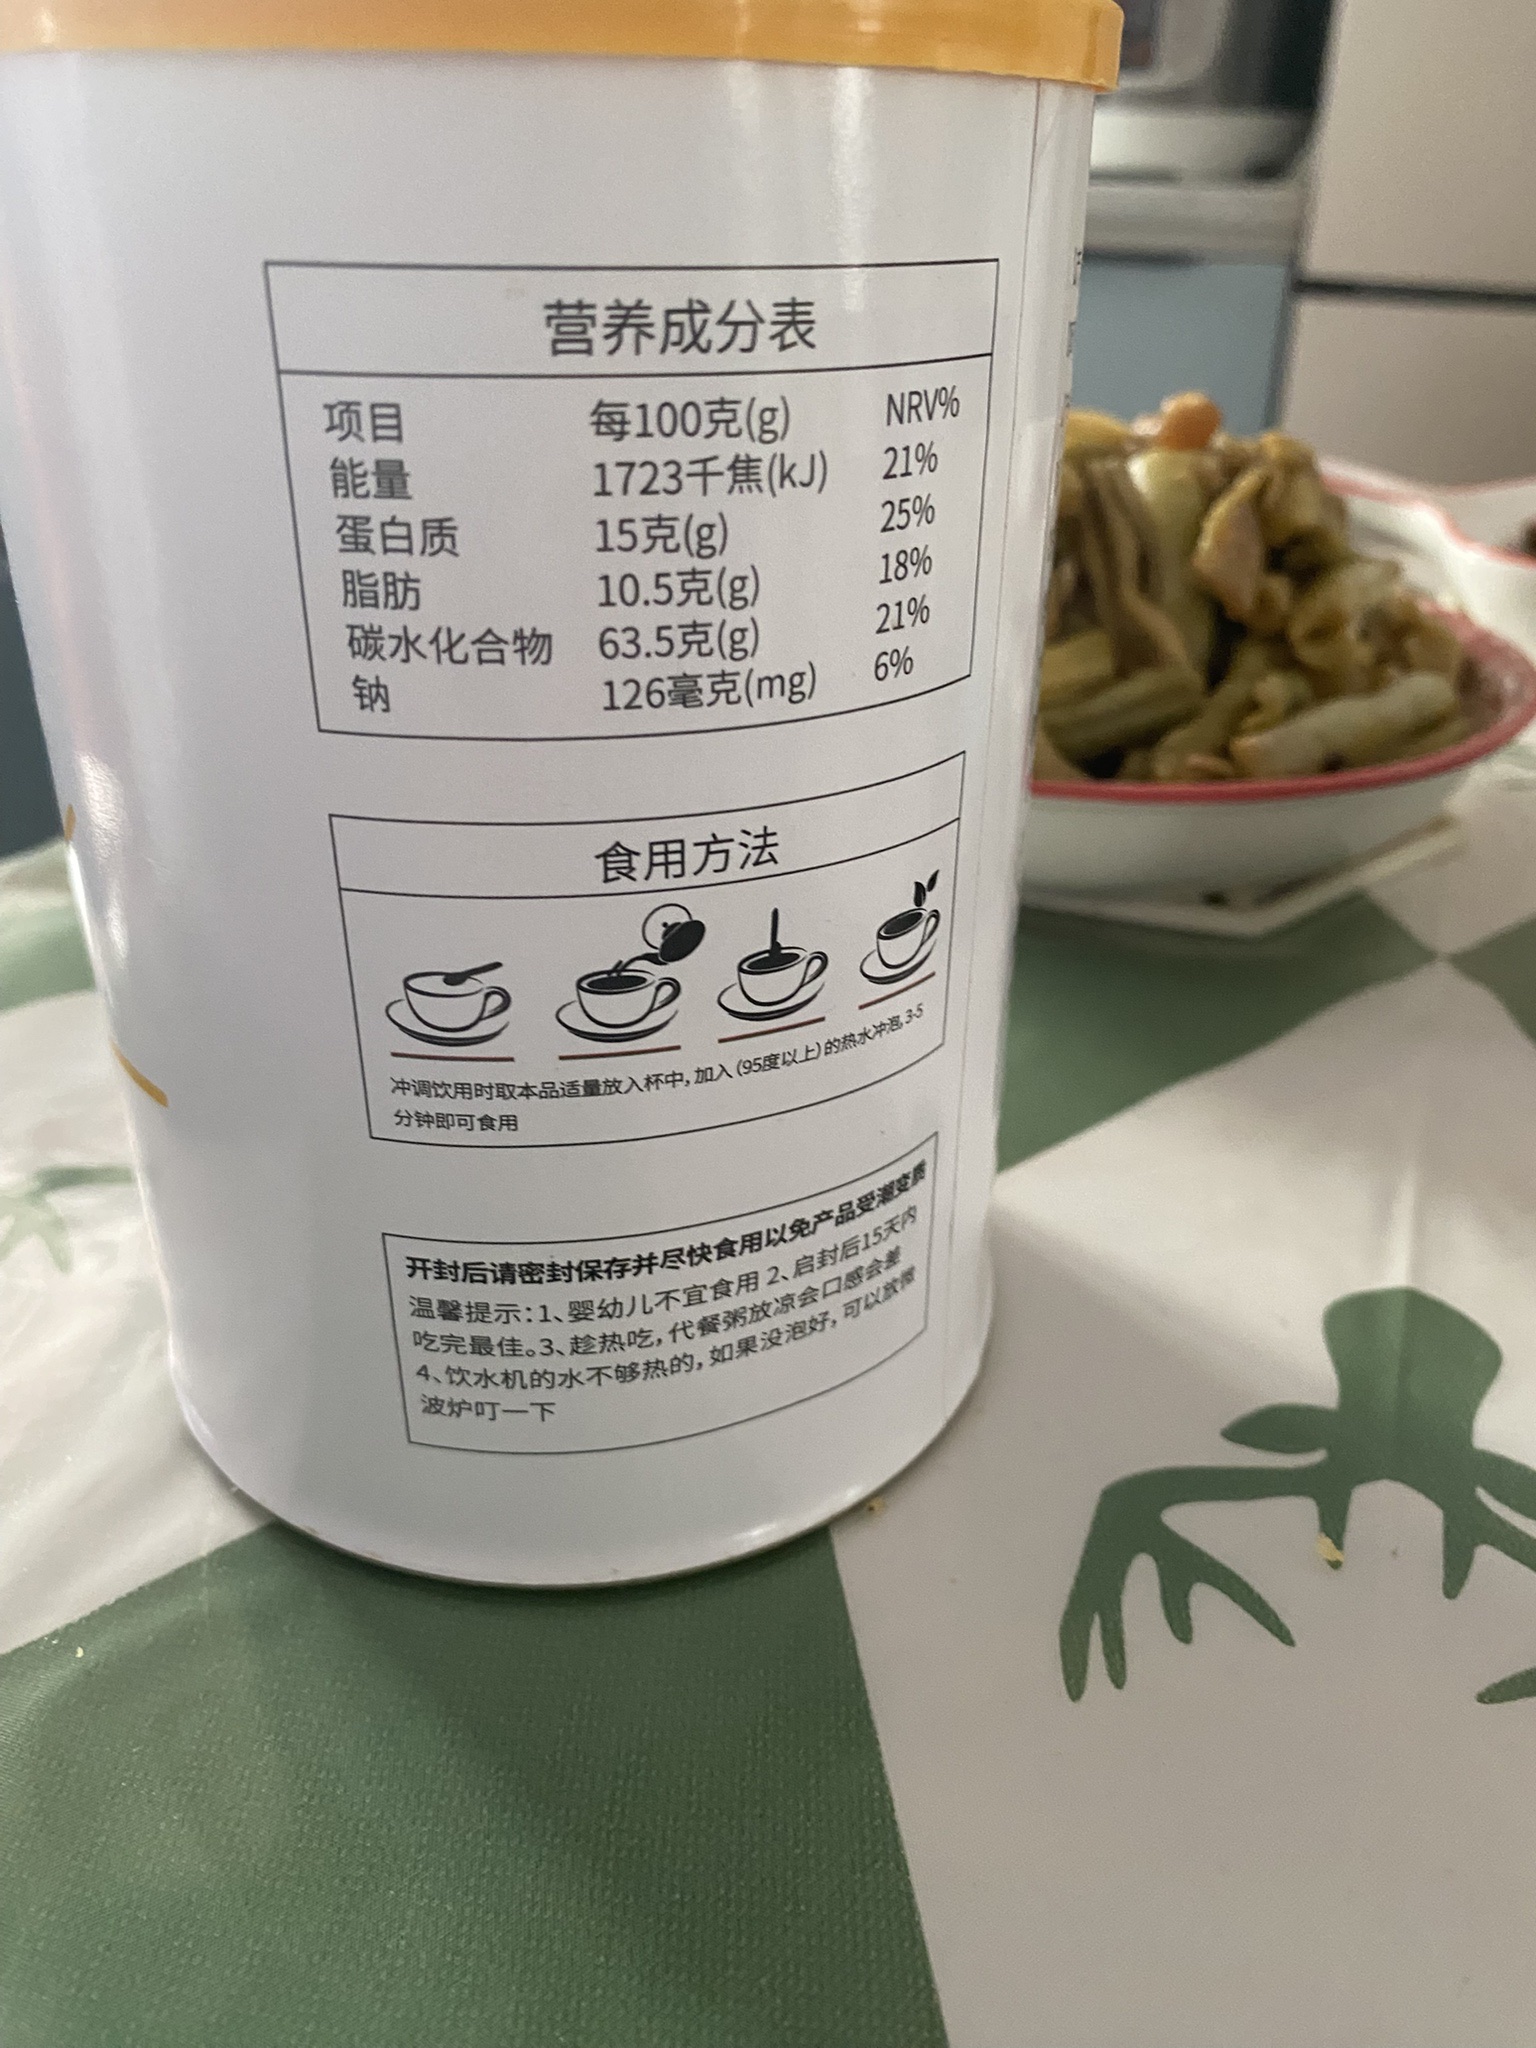 营养成分表
项目 每100克(g) NRV%
能量 1723千焦(kJ) 21%
蛋白质 15克(g) 25%
脂肪 10.5克(g) 18%
碳水化合物 63.5克(g) 21%
钠 126毫克(mg) 6%
食用方法
冲调饮用时取本品适量放入杯中，加入（95度以上）的热水冲泡，3-5
分钟即可食用
开封后请密封保存并尽快食用以免产品受潮变质
温馨提示：1、婴幼儿不宜食用 2、启封后15天内
吃完最佳。3、趁热吃，代餐粥放凉会口感会差
4、饮水机的水不够热的，如果没泡好，可以放微
波炉叮一下